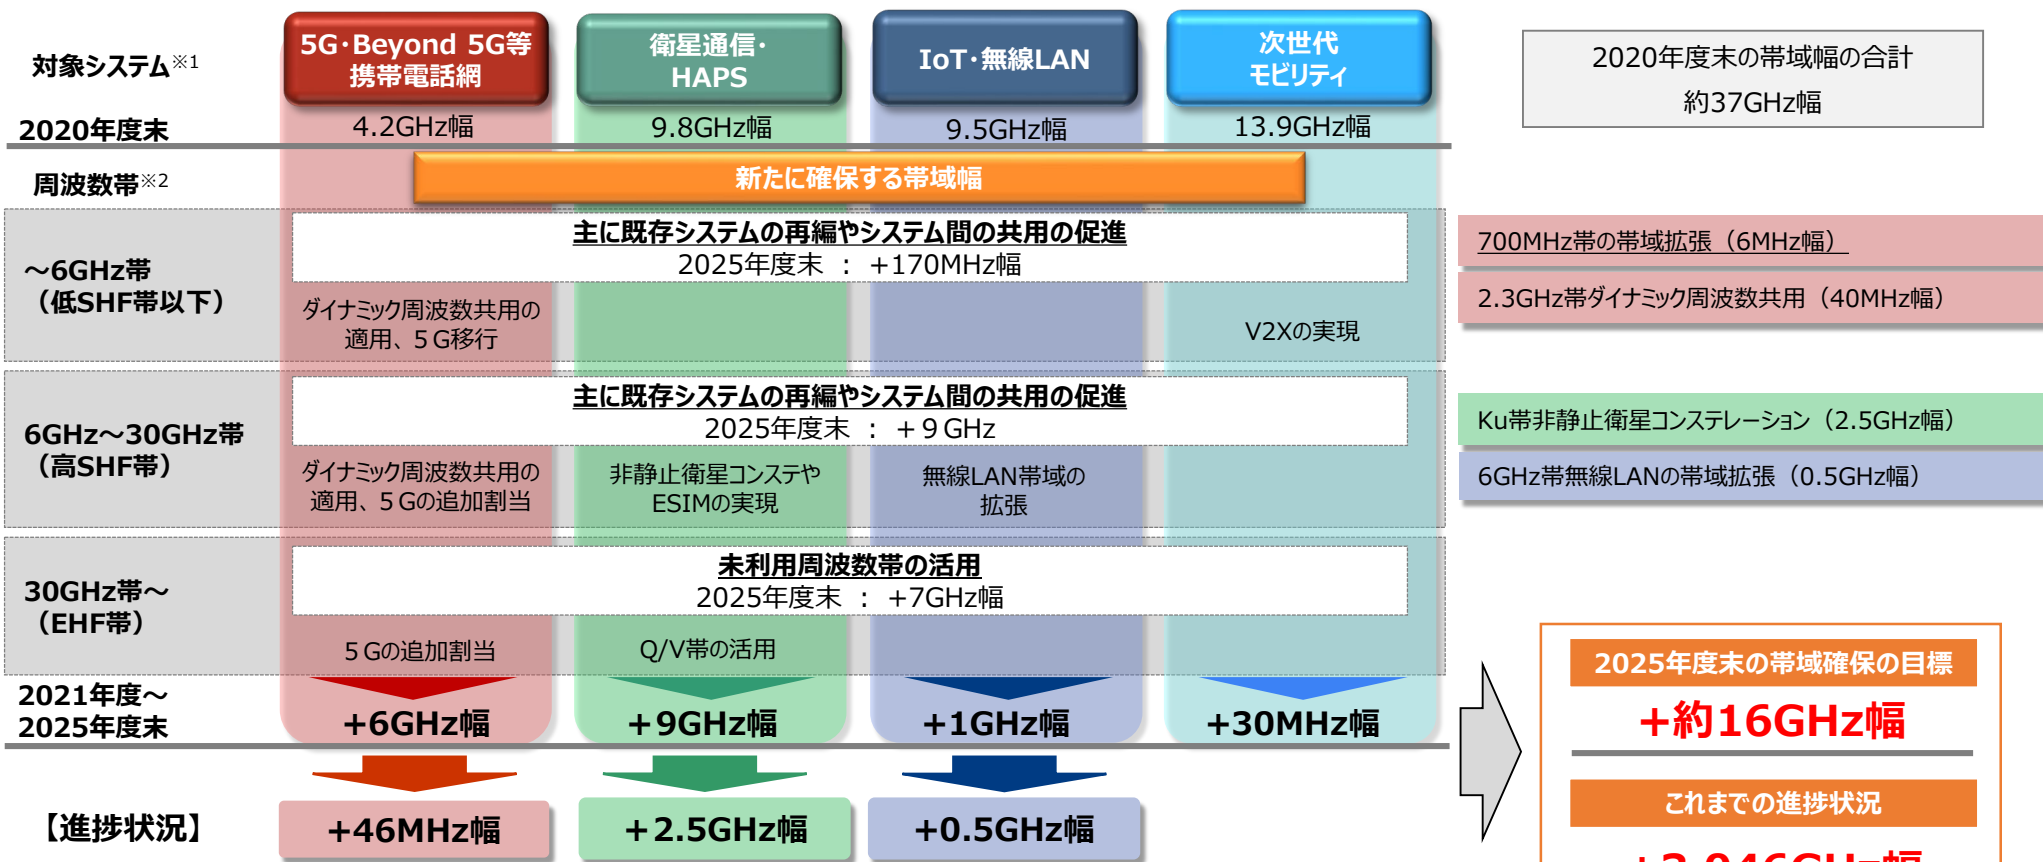 対象システム※1
5G・Beyond 5G等
携帯電話網
衛星通信・
HAPS
IoT・無線LAN
次世代
モビリティ
2020年度末の帯域幅の合計
約37GHz幅
2020年度末
4.2GHz幅
9.8GHz幅
9.5GHz幅
13.9GHz幅
周波数帯※2
新たに確保する帯域幅
～6GHz帯
（低SHF帯以下）
主に既存システムの再編やシステム間の共用の促進
2025年度末 ： +170MHz幅
ダイナミック周波数共用の
適用、５G移行
V2Xの実現
700MHz帯の帯域拡張（6MHz幅）
2.3GHz帯ダイナミック周波数共用（40MHz幅）
6GHz～30GHz帯
（高SHF帯）
主に既存システムの再編やシステム間の共用の促進
2025年度末 ： +９GHz
ダイナミック周波数共用の
適用、５Gの追加割当
非静止衛星コンステや
ESIMの実現
無線LAN帯域の
拡張
Ku帯非静止衛星コンステレーション（2.5GHz幅）
6GHz帯無線LANの帯域拡張（0.5GHz幅）
30GHz帯～
（EHF帯）
未利用周波数帯の活用
2025年度末 ： +7GHz幅
５Gの追加割当
Q/V帯の活用
2021年度～
2025年度末
+6GHz幅
+9GHz幅
+1GHz幅
+30MHz幅
2025年度末の帯域確保の目標
+約16GHz幅
これまでの進捗状況
+3.046GHz幅
【進捗状況】
+46MHz幅
+2.5GHz幅
+0.5GHz幅